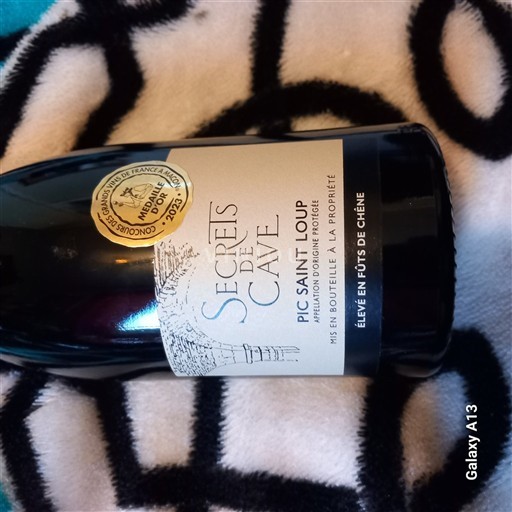 CONCOURS DES GRANDS VINS DE FRANCE À MÂCON
MÉDAILLE
D'OR
2023
SECRETS
DE
CAVE
PIC SAINT LOUP
APPELLATION D'ORIGINE PROTÉGÉE
MIS EN BOUTEILLE À LA PROPRIÉTÉ
ÉLEVÉ EN FÛTS DE CHÊNE
Galaxy A13